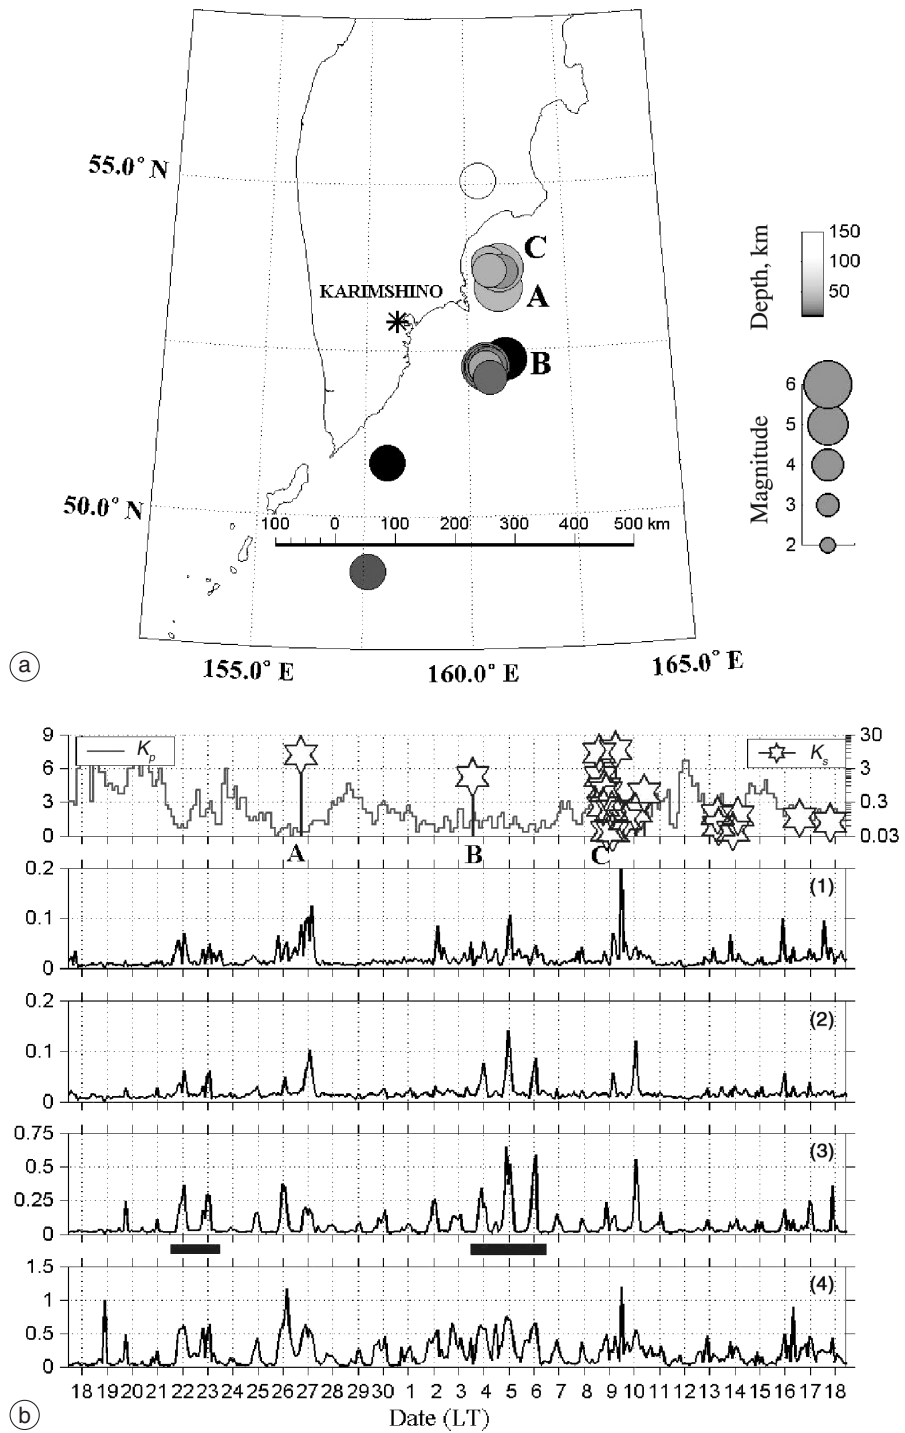 55.0° N
C
KARIMSHINO
A
B
50.0° N
100 0 100 200 300 400 500 km
155.0° E 160.0° E 165.0° E
Depth, km
150
100
50
Magnitude
6
5
4
3
2
a
9 Kp Ks 30
6 3
3 0.3
0 0.03
A B C
0.2 (1)
0.1
0
0.2 (2)
0.1
0
0.75 (3)
0.5
0.25
0
1.5 (4)
1
0.5
0
18 19 20 21 22 23 24 25 26 27 28 29 30 1 2 3 4 5 6 7 8 9 10 11 12 13 14 15 16 17 18
Date (LT)
b